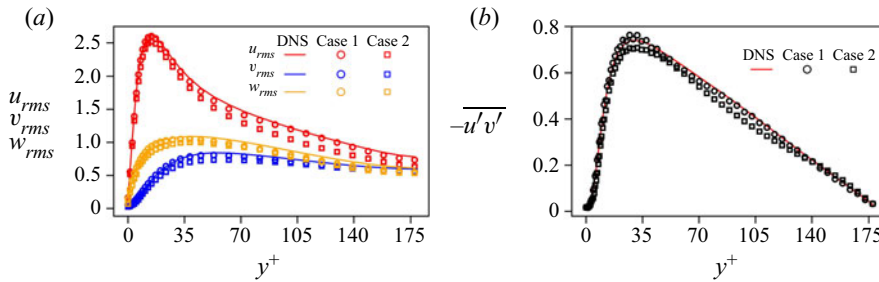 (a)
DNS Case 1 Case 2
u_rms
v_rms
w_rms
2.5
2.0
1.5
1.0
0.5
0
u_rms
v_rms
w_rms
0 35 70 105 140 175
y⁺
(b)
DNS Case 1 Case 2
0.8
0.6
0.4
0.2
0
−u′v′
0 35 70 105 140 175
y⁺